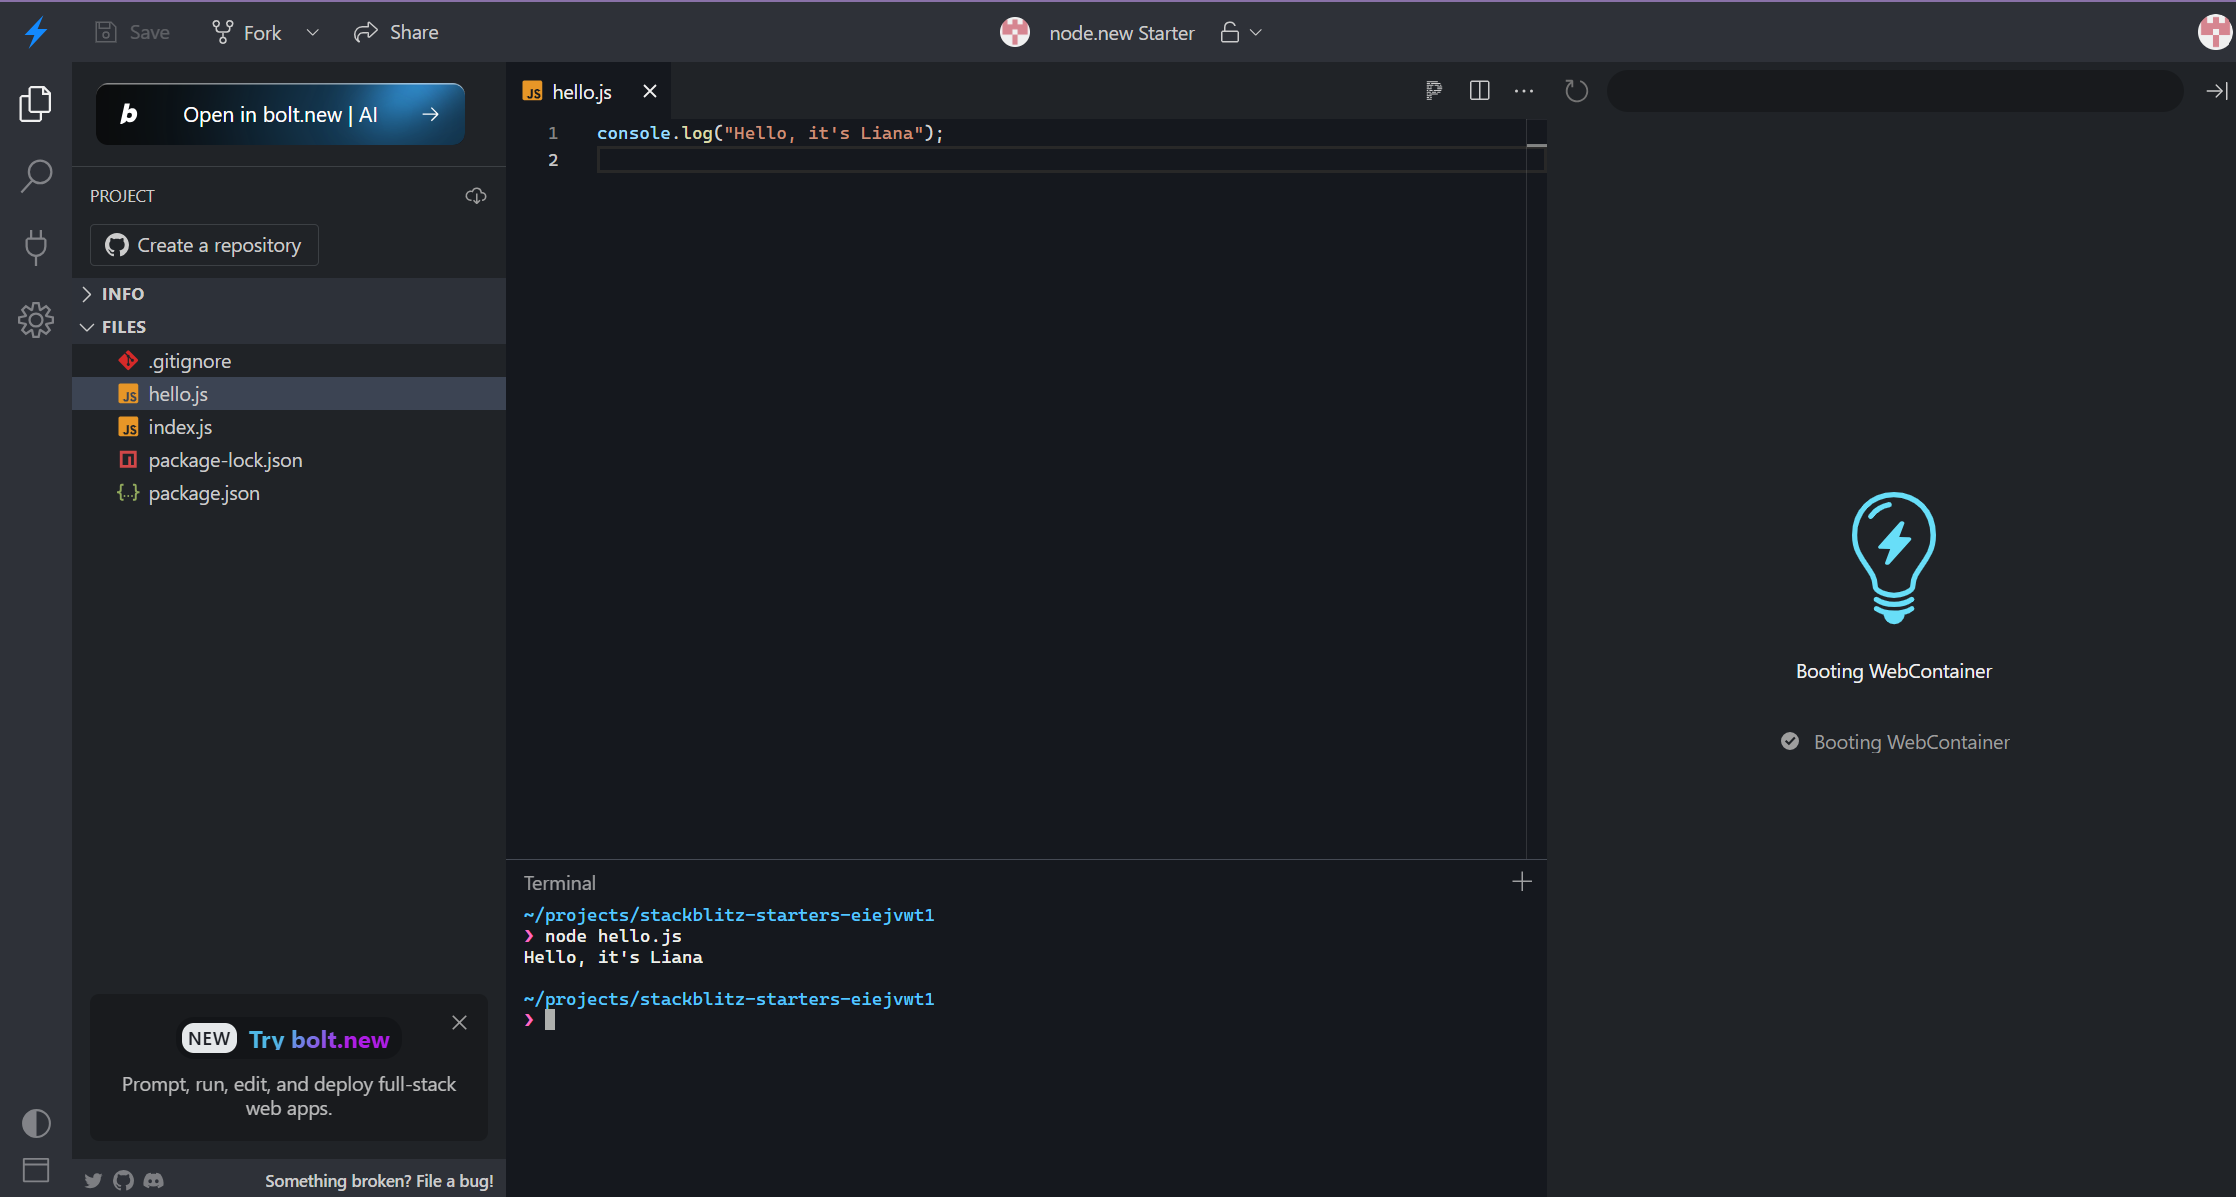 Save Fork Share node.new Starter
b Open in bolt.new | AI
PROJECT
Create a repository
INFO
FILES
.gitignore
JS hello.js
JS index.js
package-lock.json
{...} package.json
NEW Try bolt.new
Prompt, run, edit, and deploy full-stack
web apps.
Something broken? File a bug!
JS hello.js
1 console.log("Hello, it's Liana");
2
Terminal
~/projects/stackblitz-starters-eiejvwt1
❯ node hello.js
Hello, it's Liana
~/projects/stackblitz-starters-eiejvwt1
❯
Booting WebContainer
Booting WebContainer